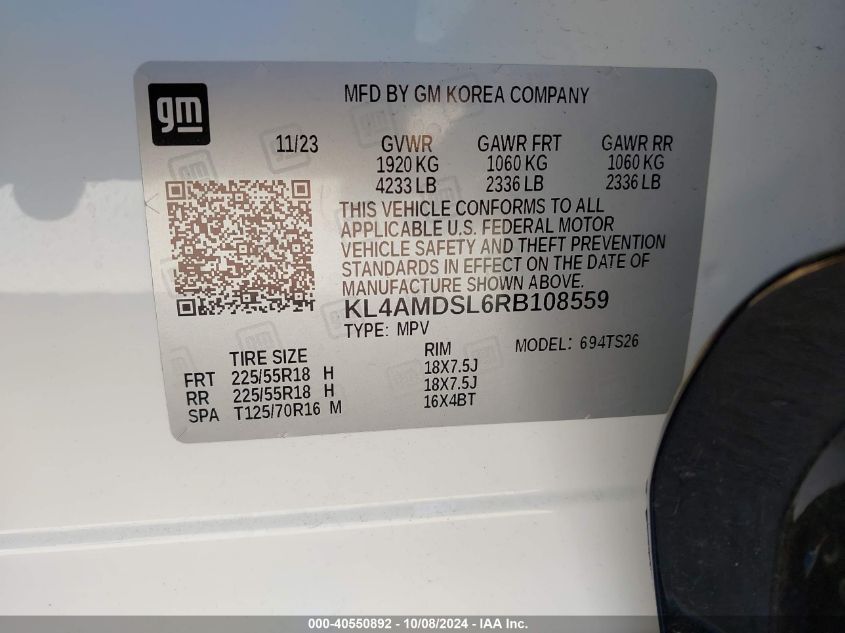 gm
MFD BY GM KOREA COMPANY
11/23 GVWR GAWR FRT GAWR RR
1920 KG 1060 KG 1060 KG
4233 LB 2336 LB 2336 LB
THIS VEHICLE CONFORMS TO ALL
APPLICABLE U.S. FEDERAL MOTOR
VEHICLE SAFETY AND THEFT PREVENTION
STANDARDS IN EFFECT ON THE DATE OF
MANUFACTURE SHOWN ABOVE.
KL4AMDSL6RB108559
TYPE: MPV MODEL: 694TS26
TIRE SIZE RIM
FRT 225/55R18 H 18X7.5J
RR 225/55R18 H 18X7.5J
SPA T125/70R16 M 16X4BT
000-40550892 - 10/08/2024 - IAA Inc.